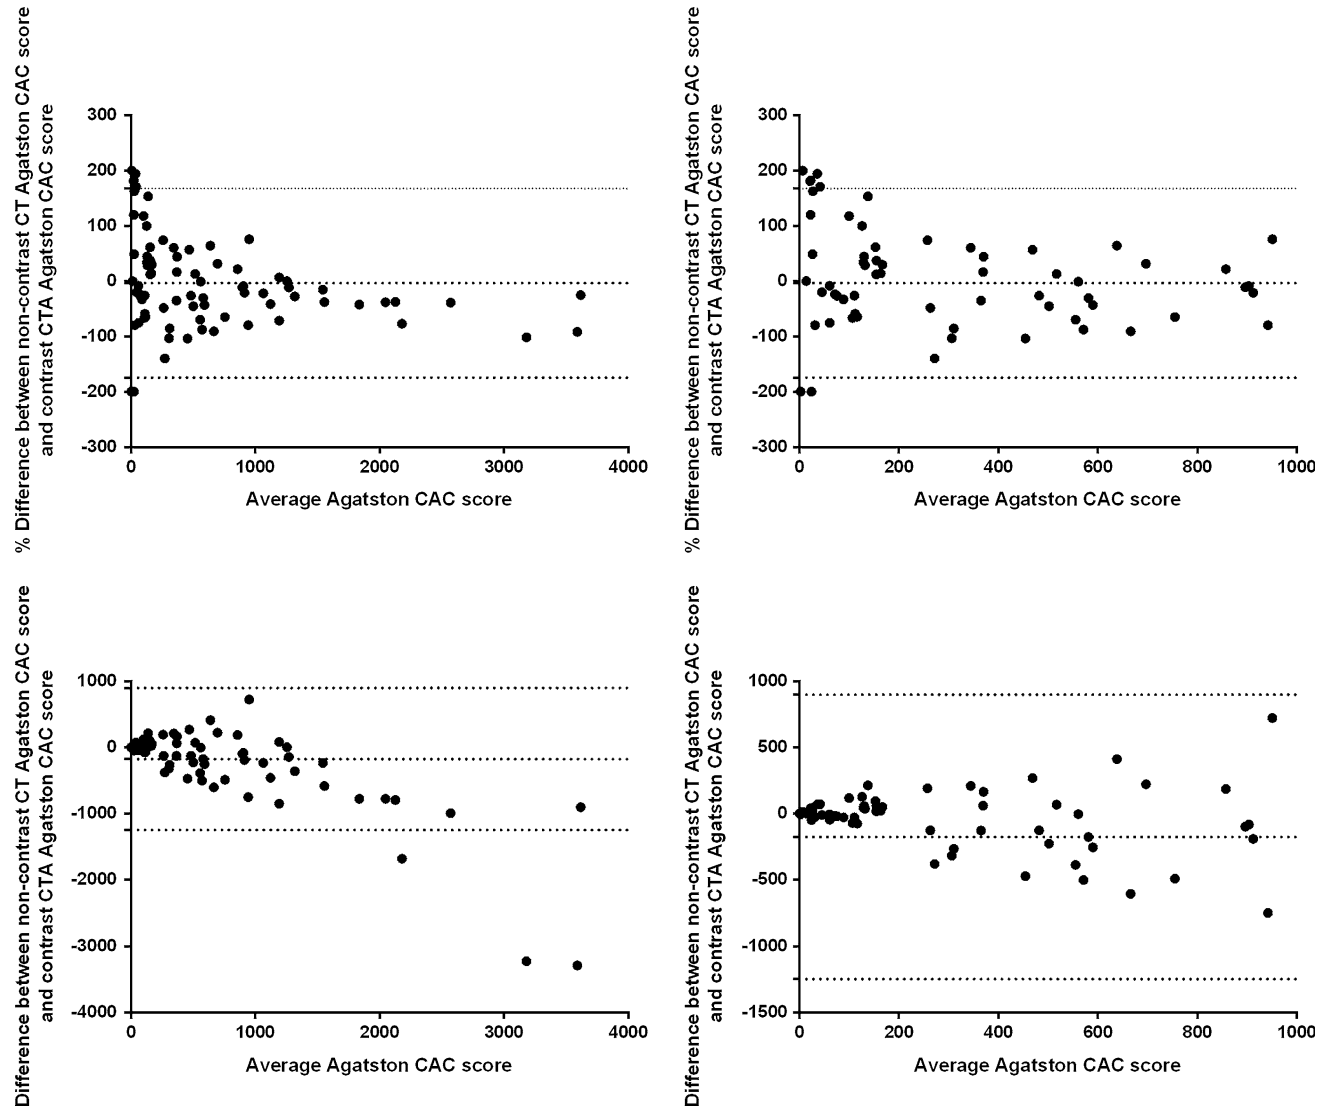 % Difference between non-contrast CT Agatston CAC score
and contrast CTA Agatston CAC score
300
200
100
0
-100
-200
-300
0 1000 2000 3000 4000
Average Agatston CAC score
% Difference between non-contrast CT Agatston CAC score
and contrast CTA Agatston CAC score
300
200
100
0
-100
-200
-300
0 200 400 600 800 1000
Average Agatston CAC score
Difference between non-contrast CT Agatston CAC score
and contrast CTA Agatston CAC score
1000
0
-1000
-2000
-3000
-4000
0 1000 2000 3000 4000
Average Agatston CAC score
Difference between non-contrast CT Agatston CAC score
and contrast CTA Agatston CAC score
1000
500
0
-500
-1000
-1500
0 200 400 600 800 1000
Average Agatston CAC score